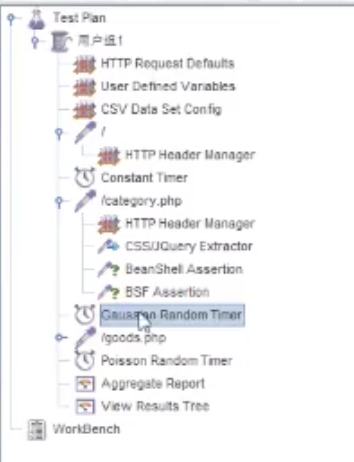 Test Plan
用户组1
HTTP Request Defaults
User Defined Variables
CSV Data Set Config
/
HTTP Header Manager
Constant Timer
/category.php
HTTP Header Manager
CSS/JQuery Extractor
BeanShell Assertion
BSF Assertion
Gaussian Random Timer
/goods.php
Poisson Random Timer
Aggregate Report
View Results Tree
WorkBench